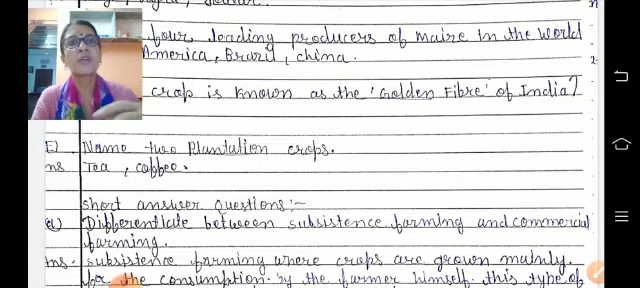 four leading producers of maize in the world
America, Brazil, china.
crop is known as the 'Golden Fibre' of India?
E) Name two Plantation crops.
ns Tea, coffee.
short answer questions:-
a) Differentiate between subsistence farming and commercial
farming.
ns. subsistence farming where crops are grown mainly
for the consumption by the farmer himself. this type of